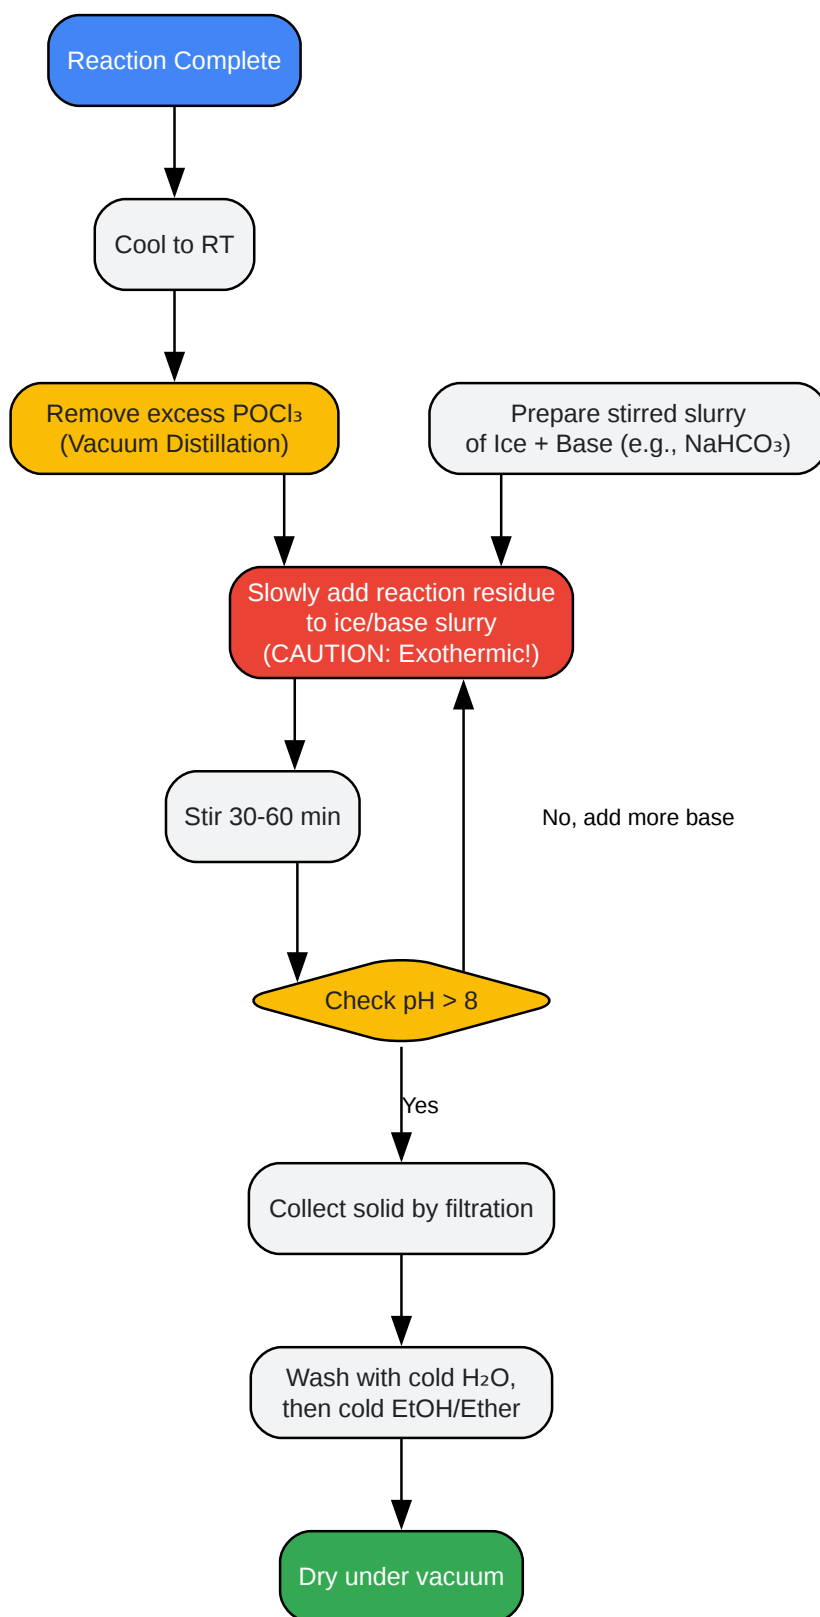 Reaction Complete
Cool to RT
Remove excess POCl₃
(Vacuum Distillation)
Prepare stirred slurry
of Ice + Base (e.g., NaHCO₃)
Slowly add reaction residue
to ice/base slurry
(CAUTION: Exothermic!)
Stir 30-60 min
No, add more base
Check pH > 8
Yes
Collect solid by filtration
Wash with cold H₂O,
then cold EtOH/Ether
Dry under vacuum